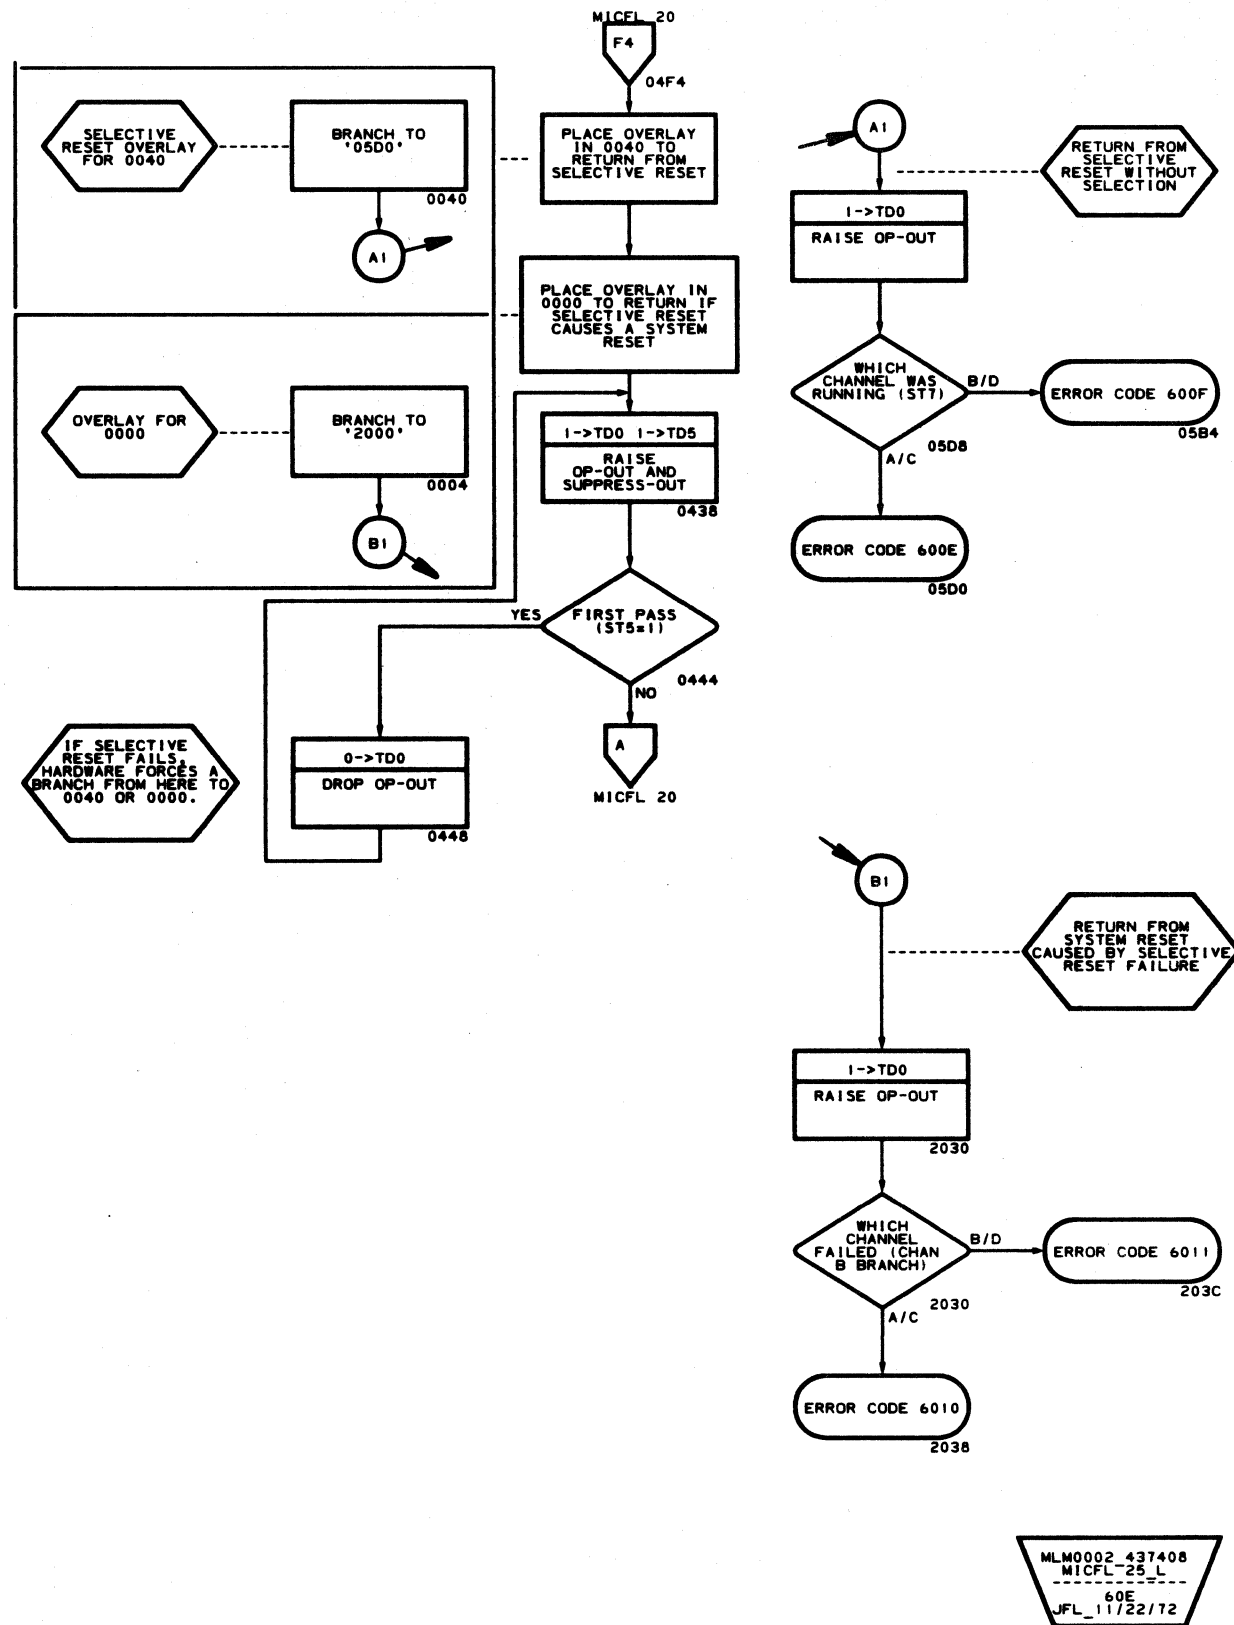 MICFL 20
F4
04F4
SELECTIVE
RESET OVERLAY
FOR 0040
BRANCH TO
'05D0'
0040
A1
PLACE OVERLAY
IN 0040 TO
RETURN FROM
SELECTIVE RESET
PLACE OVERLAY IN
0000 TO RETURN IF
SELECTIVE RESET
CAUSES A SYSTEM
RESET
OVERLAY FOR
0000
BRANCH TO
'2000'
0004
B1
1->TD0 1->TD5
RAISE
OP-OUT AND
SUPPRESS-OUT
0438
YES
FIRST PASS
(ST5=1)
0444
NO
A
MICFL 20
IF SELECTIVE
RESET FAILS,
HARDWARE FORCES A
BRANCH FROM HERE TO
0040 OR 0000.
0->TD0
DROP OP-OUT
0448
A1
RETURN FROM
SELECTIVE
RESET WITHOUT
SELECTION
1->TD0
RAISE OP-OUT
WHICH
CHANNEL WAS
RUNNING (ST7)
B/D
05D8
A/C
ERROR CODE 600F
05B4
ERROR CODE 600E
05D0
B1
RETURN FROM
SYSTEM RESET
CAUSED BY SELECTIVE
RESET FAILURE
1->TD0
RAISE OP-OUT
2030
WHICH
CHANNEL
FAILED (CHAN
B BRANCH)
B/D
2030
A/C
ERROR CODE 6011
203C
ERROR CODE 6010
2038
MLM0002_437408
MICFL_25_L
60E
JFL_11/22/72